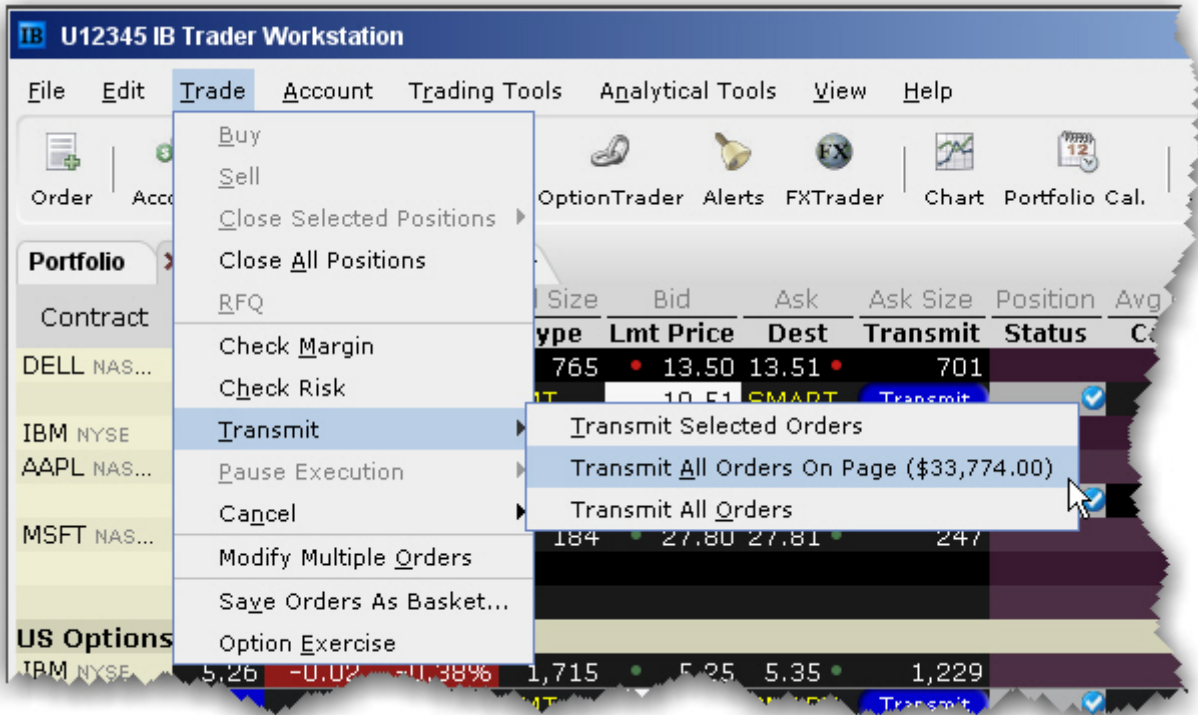 IB U12345 IB Trader Workstation
File Edit Trade Account Trading Tools Analytical Tools View Help
Buy
Sell
Close Selected Positions
Close All Positions
RFQ
Check Margin
Check Risk
Transmit
Pause Execution
Cancel
Modify Multiple Orders
Save Orders As Basket...
Option Exercise
FX 12
Order OptionTrader Alerts FXTrader Chart Portfolio Cal.
Portfolio
Size Bid Ask Ask Size Position Avg
Contract Lmt Price Dest Transmit Status
DELL NAS... 765 13.50 13.51 701
10.51 SMART Transmit
Transmit Selected Orders
Transmit All Orders On Page ($33,774.00)
Transmit All Orders
IBM NYSE
AAPL NAS...
MSFT NAS... 184 27.80 27.81 247
US Options
IBM NYSE 5.26 -0.02 -0.38% 1,715 5.35 1,229
Transmit